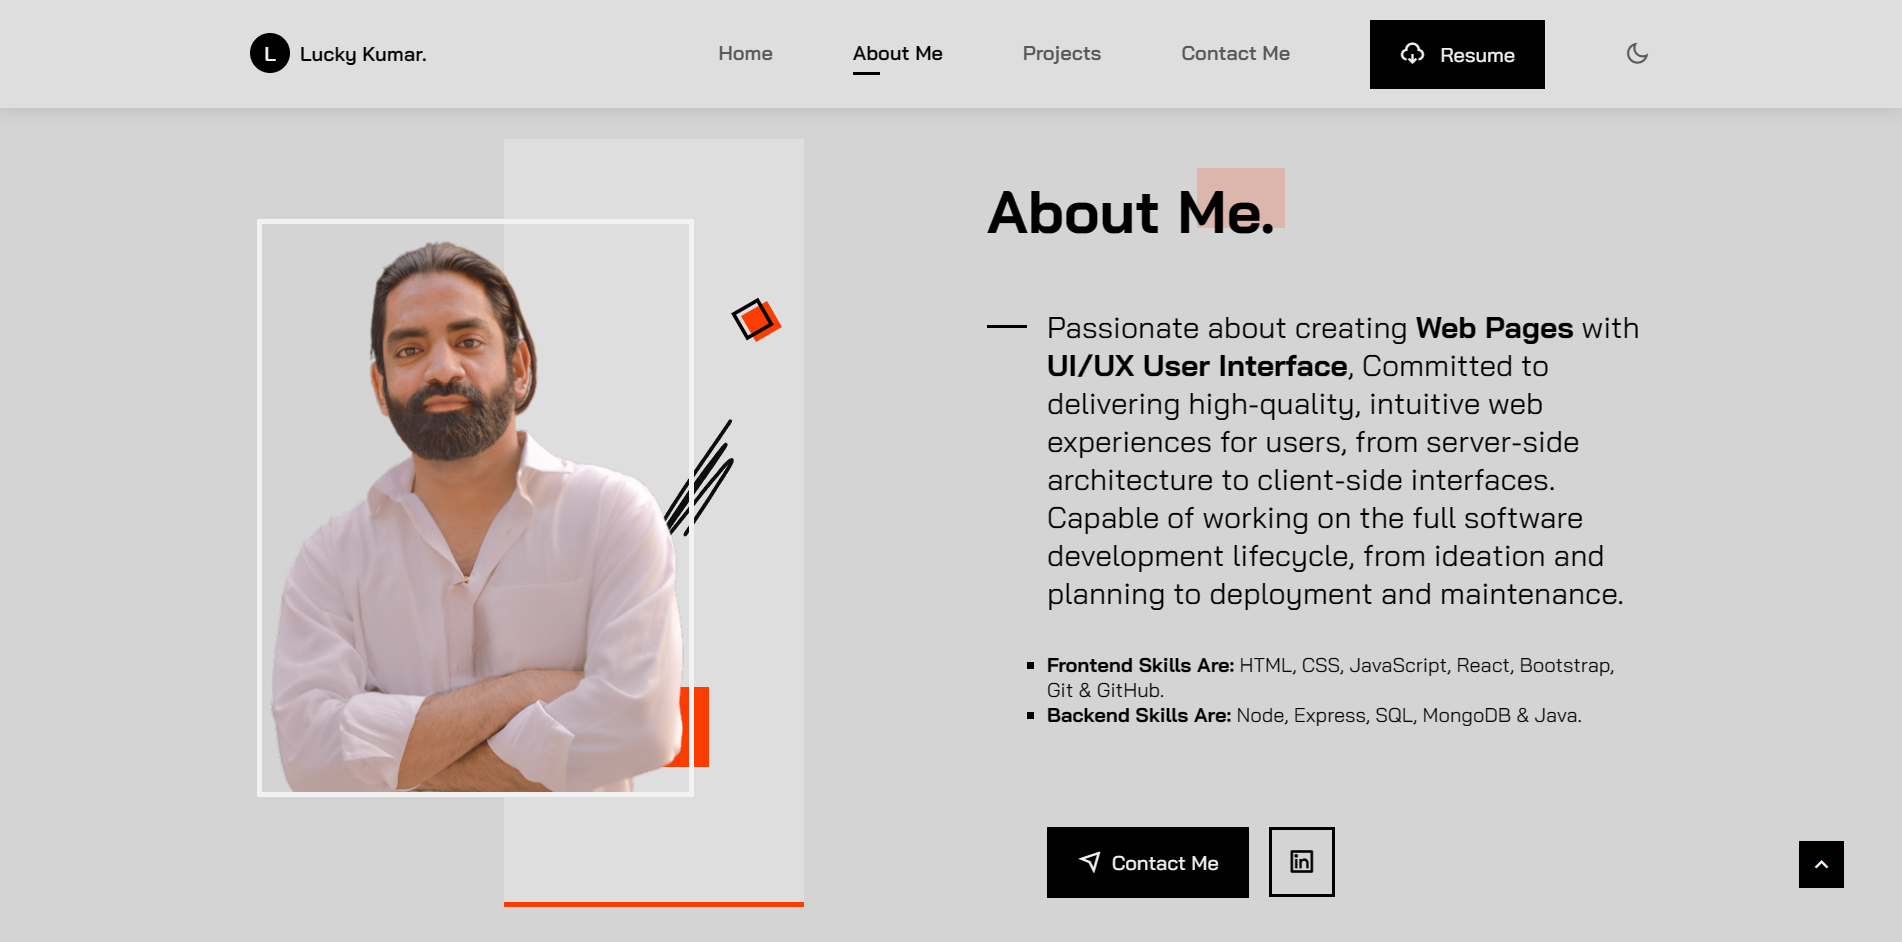 L Lucky Kumar.
Home About Me Projects Contact Me Resume
About Me.
Passionate about creating Web Pages with
UI/UX User Interface, Committed to
delivering high-quality, intuitive web
experiences for users, from server-side
architecture to client-side interfaces.
Capable of working on the full software
development lifecycle, from ideation and
planning to deployment and maintenance.
Frontend Skills Are: HTML, CSS, JavaScript, React, Bootstrap,
Git & GitHub.
Backend Skills Are: Node, Express, SQL, MongoDB & Java.
Contact Me in